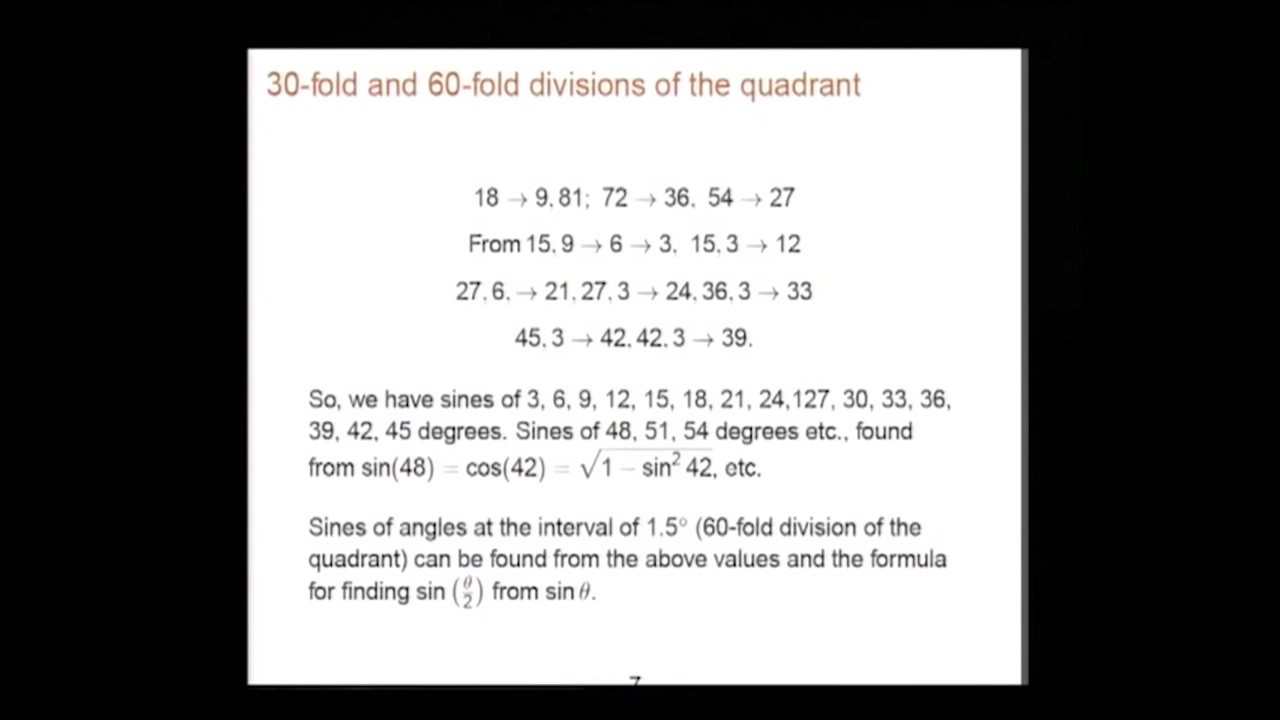 30-fold and 60-fold divisions of the quadrant
18 → 9, 81; 72 → 36, 54 → 27
From 15, 9 → 6 → 3, 15, 3 → 12
27, 6, → 21, 27, 3 → 24, 36, 3 → 33
45, 3 → 42, 42, 3 → 39.
So, we have sines of 3, 6, 9, 12, 15, 18, 21, 24,127, 30, 33, 36,
39, 42, 45 degrees. Sines of 48, 51, 54 degrees etc., found
from sin(48) = cos(42) = √1 − sin² 42, etc.
Sines of angles at the interval of 1.5° (60-fold division of the
quadrant) can be found from the above values and the formula
for finding sin (θ/2) from sin θ.
7